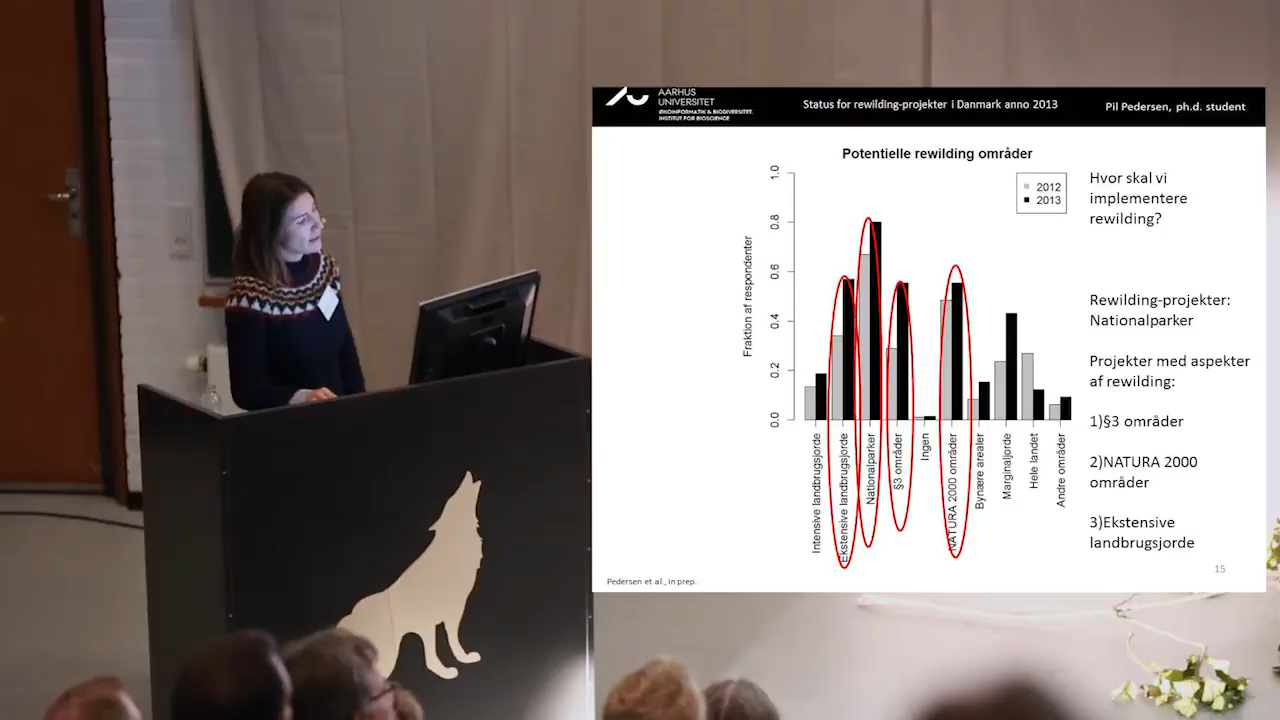 AARHUS
UNIVERSITET
ØKOINFORMATIK & BIODIVERSITET,
INSTITUT FOR BIOSCIENCE
Status for rewilding-projekter i Danmark anno 2013
Pil Pedersen, ph.d. student
Potentielle rewilding områder
Fraktion af respondenter
1.0
0.8
0.6
0.4
0.2
0.0
2012
2013
Intensive landbrugsjorde
Ekstensive landbrugsjorde
Nationalparker
§3 områder
Ingen
NATURA 2000 områder
Bynære arealer
Marginaljorde
Hele landet
Andre områder
Hvor skal vi
implementere
rewilding?
Rewilding-projekter:
Nationalparker
Projekter med aspekter
af rewilding:
1)§3 områder
2)NATURA 2000
områder
3)Ekstensive
landbrugsjorde
15
Pedersen et al., in prep.